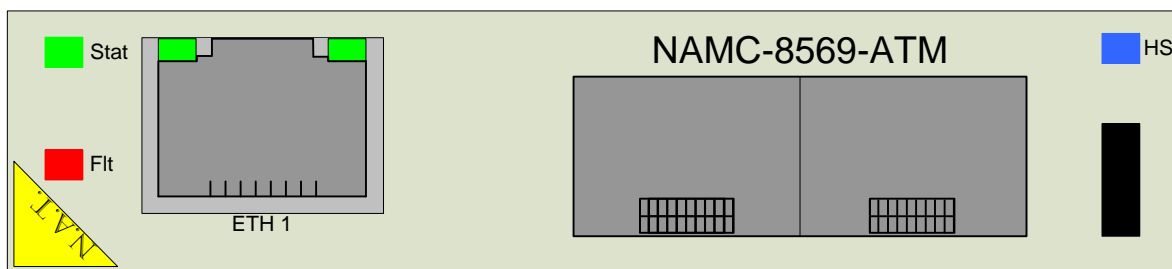 Stat
NAMC-8569-ATM
HS
Flt
N.A.T.
ETH 1